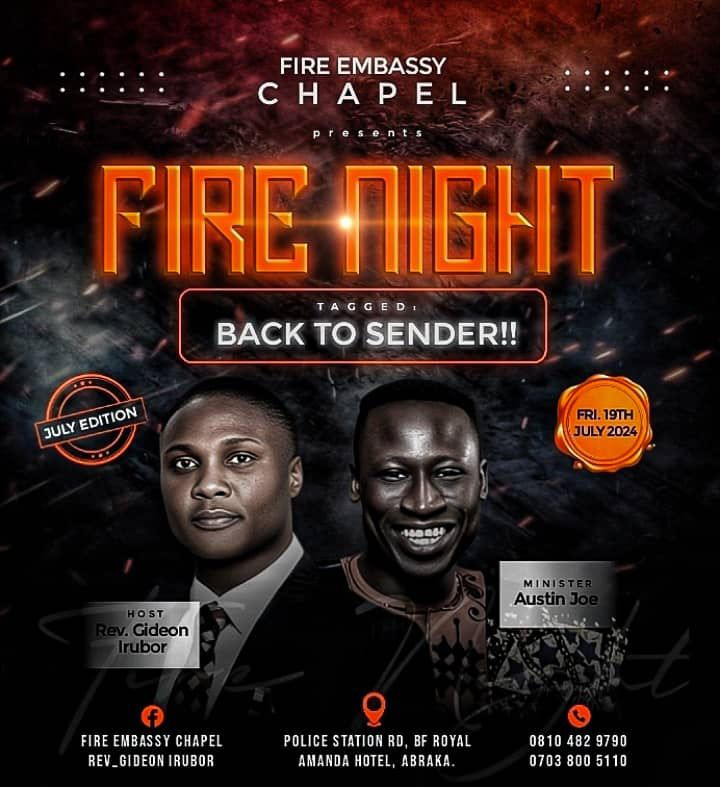 FIRE EMBASSY
CHAPEL
presents
FIRE NIGHT
TAGGED:
BACK TO SENDER!!
JULY EDITION
FRI. 19TH
JULY 2024
HOST
Rev. Gideon
Irubor
MINISTER
Austin Joe
Fire Night
FIRE EMBASSY CHAPEL
REV_GIDEON IRUBOR
POLICE STATION RD, BF ROYAL
AMANDA HOTEL, ABRAKA.
0810 482 9790
0703 800 5110